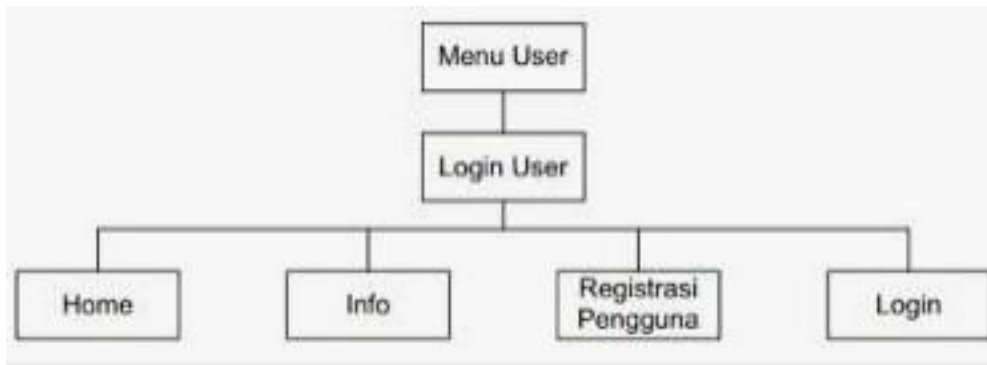 Menu User
Login User
Home
Info
Registrasi
Pengguna
Login